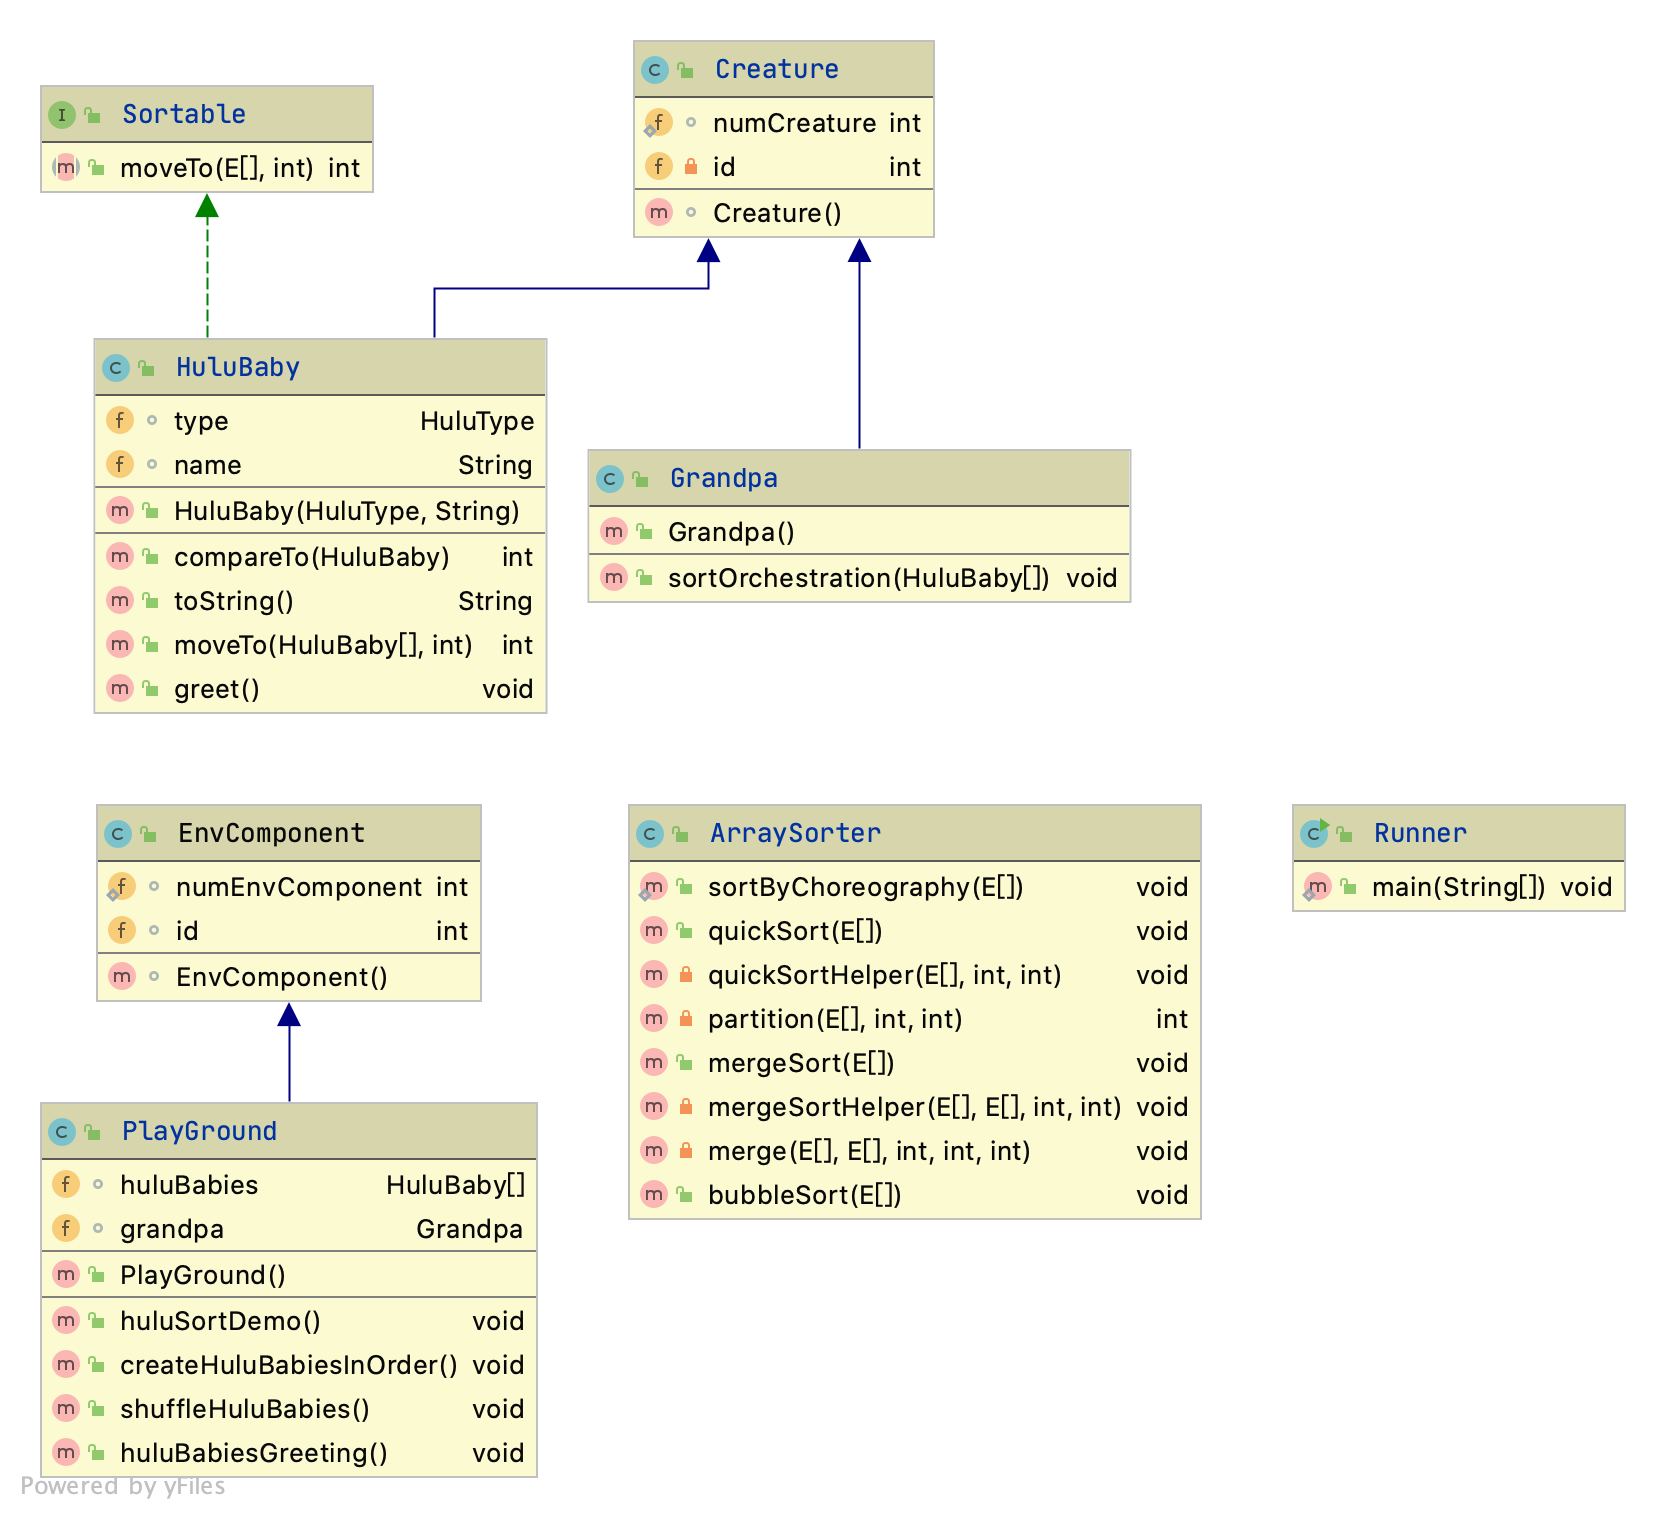 Sortable
moveTo(E[], int) int
Creature
numCreature int
id int
Creature()
HuluBaby
type HuluType
name String
HuluBaby(HuluType, String)
compareTo(HuluBaby) int
toString() String
moveTo(HuluBaby[], int) int
greet() void
Grandpa
Grandpa()
sortOrchestration(HuluBaby[]) void
EnvComponent
numEnvComponent int
id int
EnvComponent()
PlayGround
huluBabies HuluBaby[]
grandpa Grandpa
PlayGround()
huluSortDemo() void
createHuluBabiesInOrder() void
shuffleHuluBabies() void
huluBabiesGreeting() void
ArraySorter
sortByChoreography(E[]) void
quickSort(E[]) void
quickSortHelper(E[], int, int) void
partition(E[], int, int) int
mergeSort(E[]) void
mergeSortHelper(E[], E[], int, int) void
merge(E[], E[], int, int, int) void
bubbleSort(E[]) void
Runner
main(String[]) void
Powered by yFiles